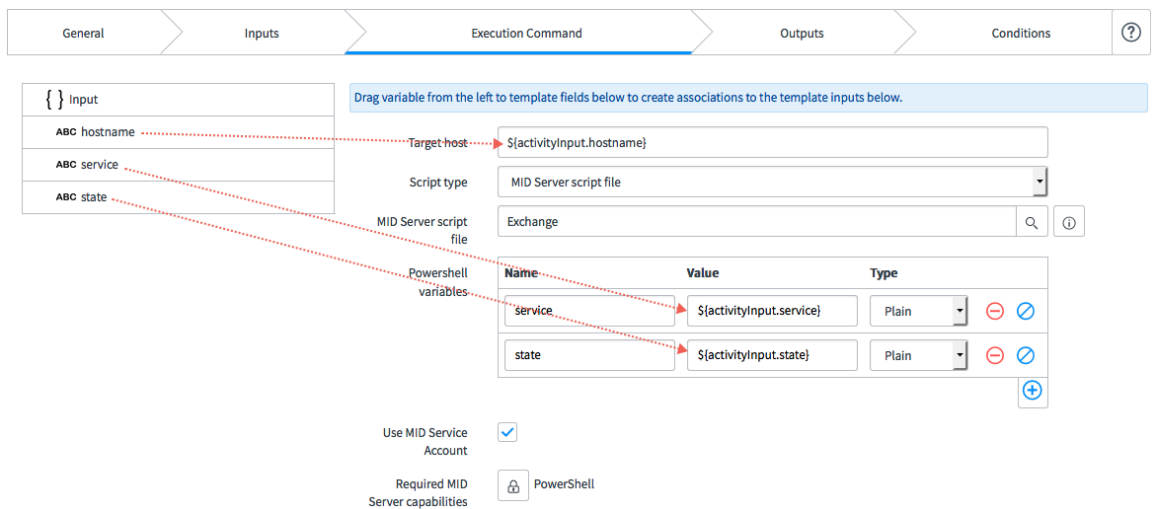 General Inputs Execution Command Outputs Conditions ?
{ } Input
Drag variable from the left to template fields below to create associations to the template inputs below.
ABC hostname
Target host ${activityInput.hostname}
ABC service
Script type MID Server script file
ABC state
MID Server script
file
Exchange
Powershell
variables
Name Value Type
service ${activityInput.service} Plain
state ${activityInput.state} Plain
Use MID Service
Account
Required MID
Server capabilities
PowerShell